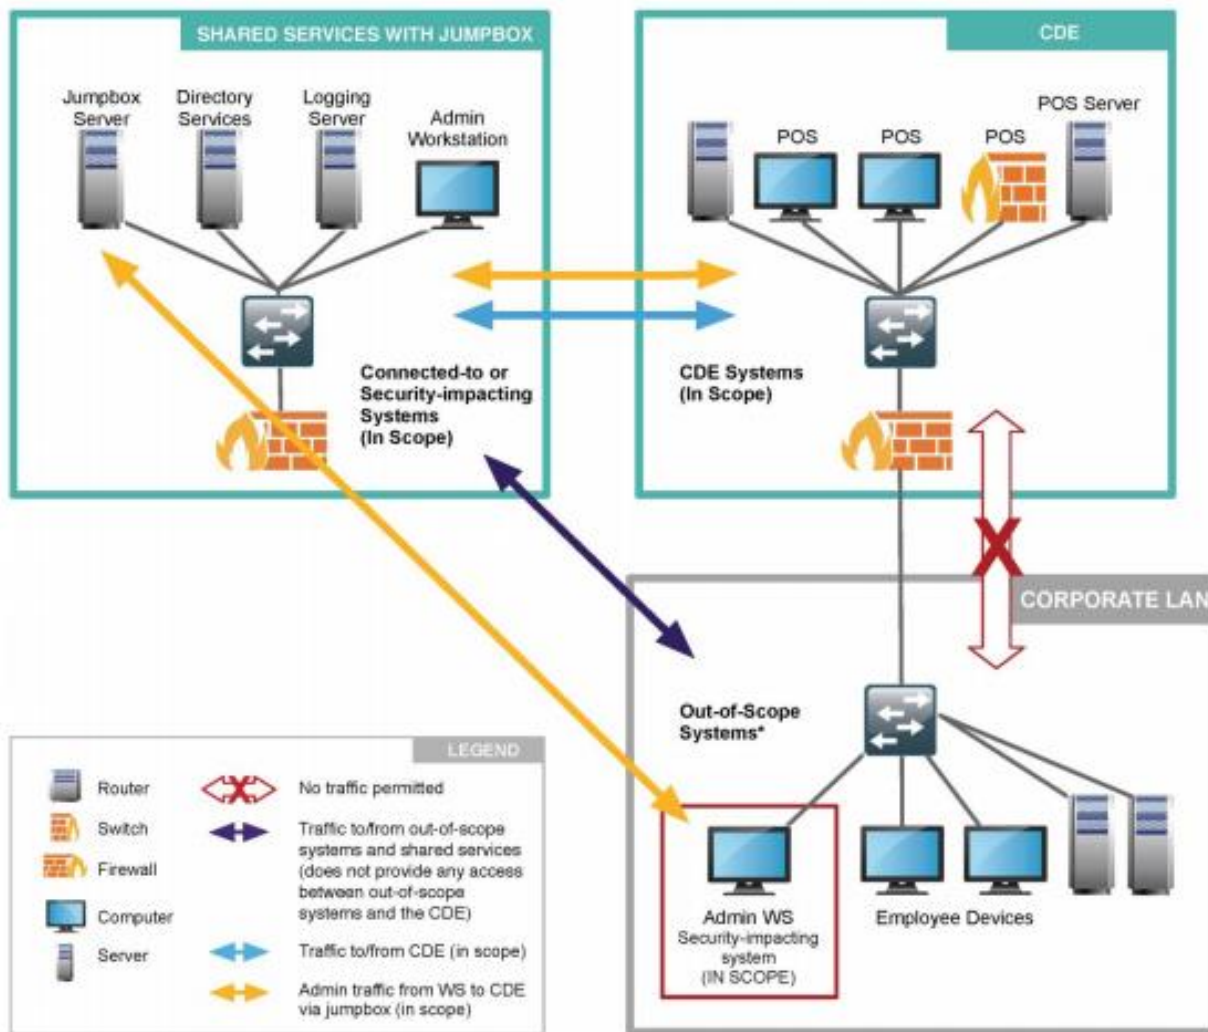 SHARED SERVICES WITH JUMPBOX
Jumpbox
Server
Directory
Services
Logging
Server
Admin
Workstation
Connected-to or
Security-impacting
Systems
(In Scope)
CDE
POS
POS
POS
POS Server
CDE Systems
(In Scope)
X
CORPORATE LAN
Out-of-Scope
Systems*
Admin WS
Security-impacting
system
(IN SCOPE)
Employee Devices
LEGEND
Router
Switch
Firewall
Computer
Server
X
No traffic permitted
Traffic to/from out-of-scope
systems and shared services
(does not provide any access
between out-of-scope
systems and the CDE)
Traffic to/from CDE (in scope)
Admin traffic from WS to CDE
via jumpbox (in scope)